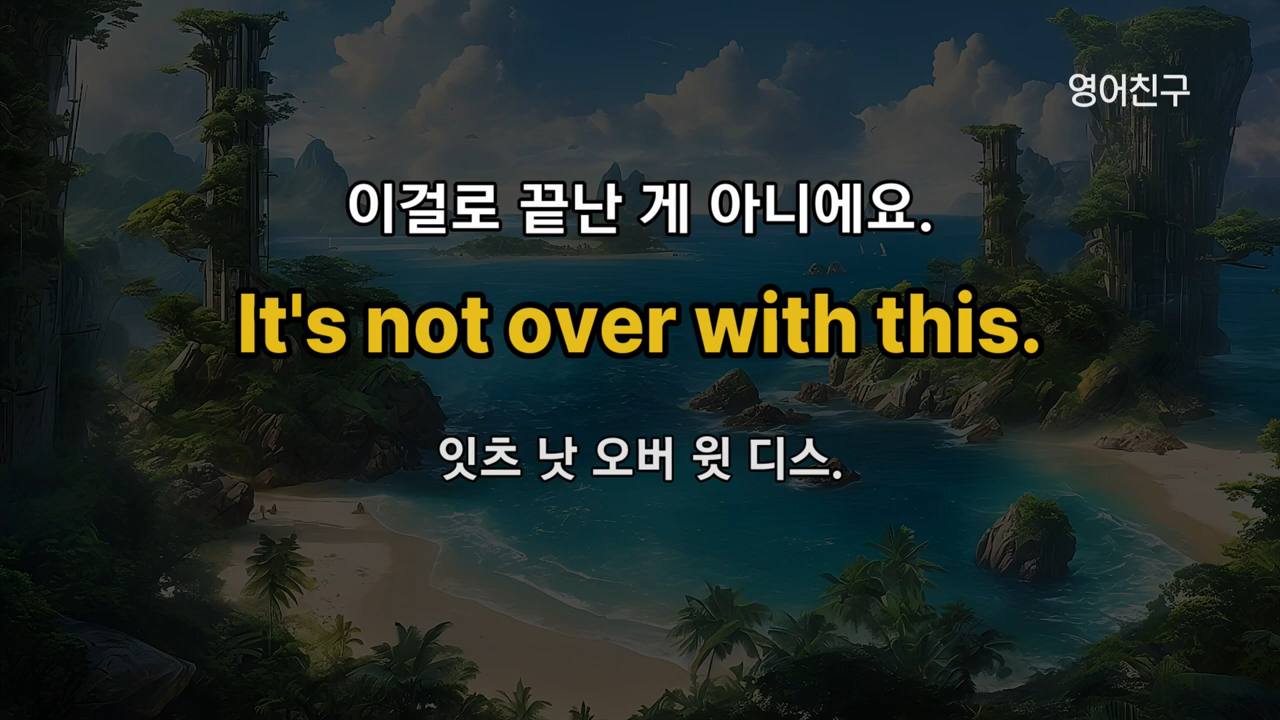 영어친구
이걸로 끝난 게 아니에요.
It's not over with this.
잇츠 낫 오버 윗 디스.